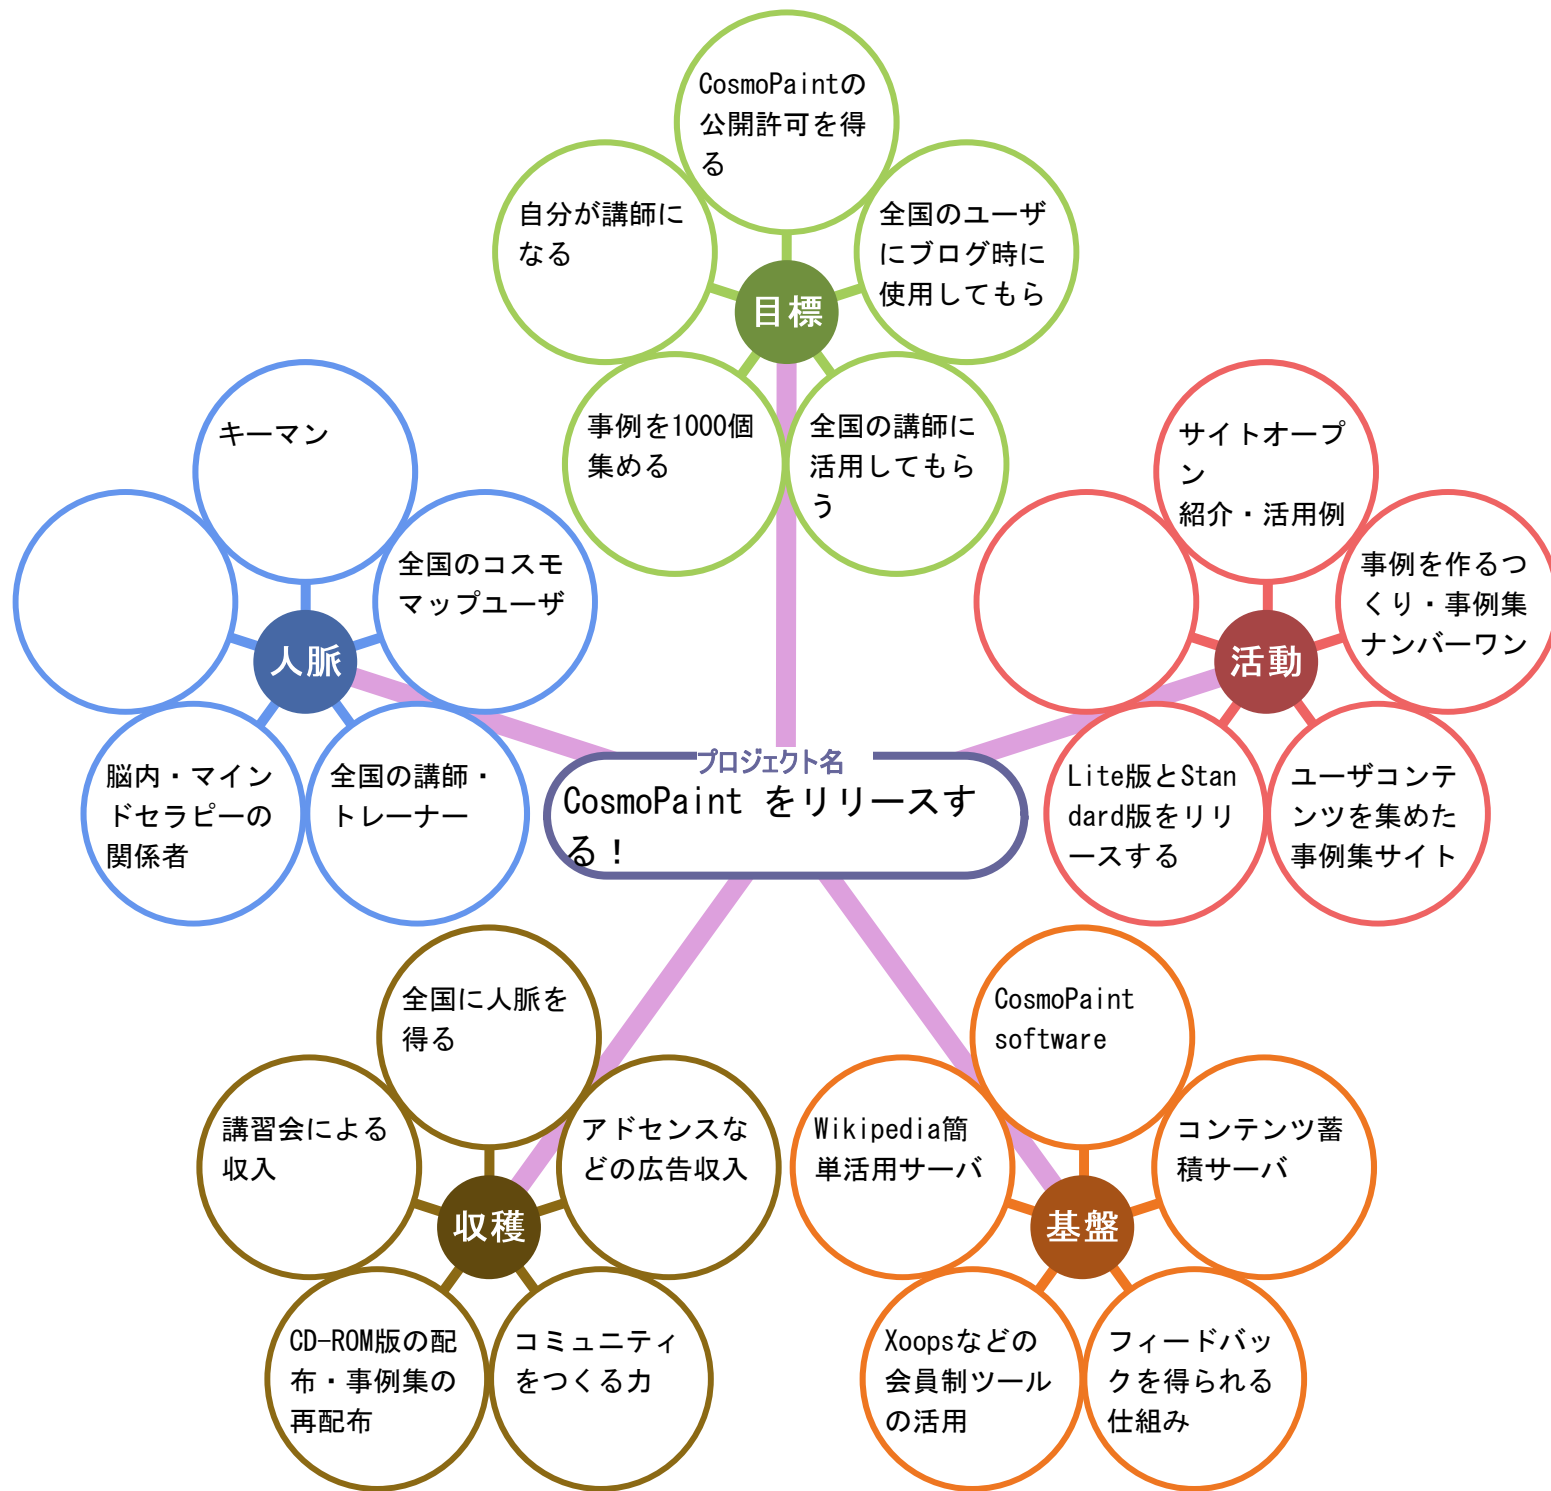 CosmoPaintの
公開許可を得
る
自分が講師に
なる
全国のユーザ
にブログ時に
使用してもら
目標
事例を1000個
集める
全国の講師に
活用してもら
う
キーマン
全国のコスモ
マップユーザ
人脈
脳内・マイン
ドセラピーの
関係者
全国の講師・
トレーナー
サイトオープ
ン
紹介・活用例
事例を作るつ
くり・事例集
ナンバーワン
活動
Lite版とStan
dard版をリリ
ースする
ユーザコンテ
ンツを集めた
事例集サイト
プロジェクト名
CosmoPaint をリリースす
る！
全国に人脈を
得る
講習会による
収入
アドセンスな
どの広告収入
収穫
CD-ROM版の配
布・事例集の
再配布
コミュニティ
をつくる力
CosmoPaint
software
Wikipedia簡
単活用サーバ
コンテンツ蓄
積サーバ
基盤
Xoopsなどの
会員制ツール
の活用
フィードバッ
クを得られる
仕組み